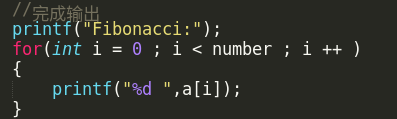 //完成输出
printf("Fibonacci:");
for(int i = 0 ; i < number ; i ++ )
{
    printf("%d ",a[i]);
}